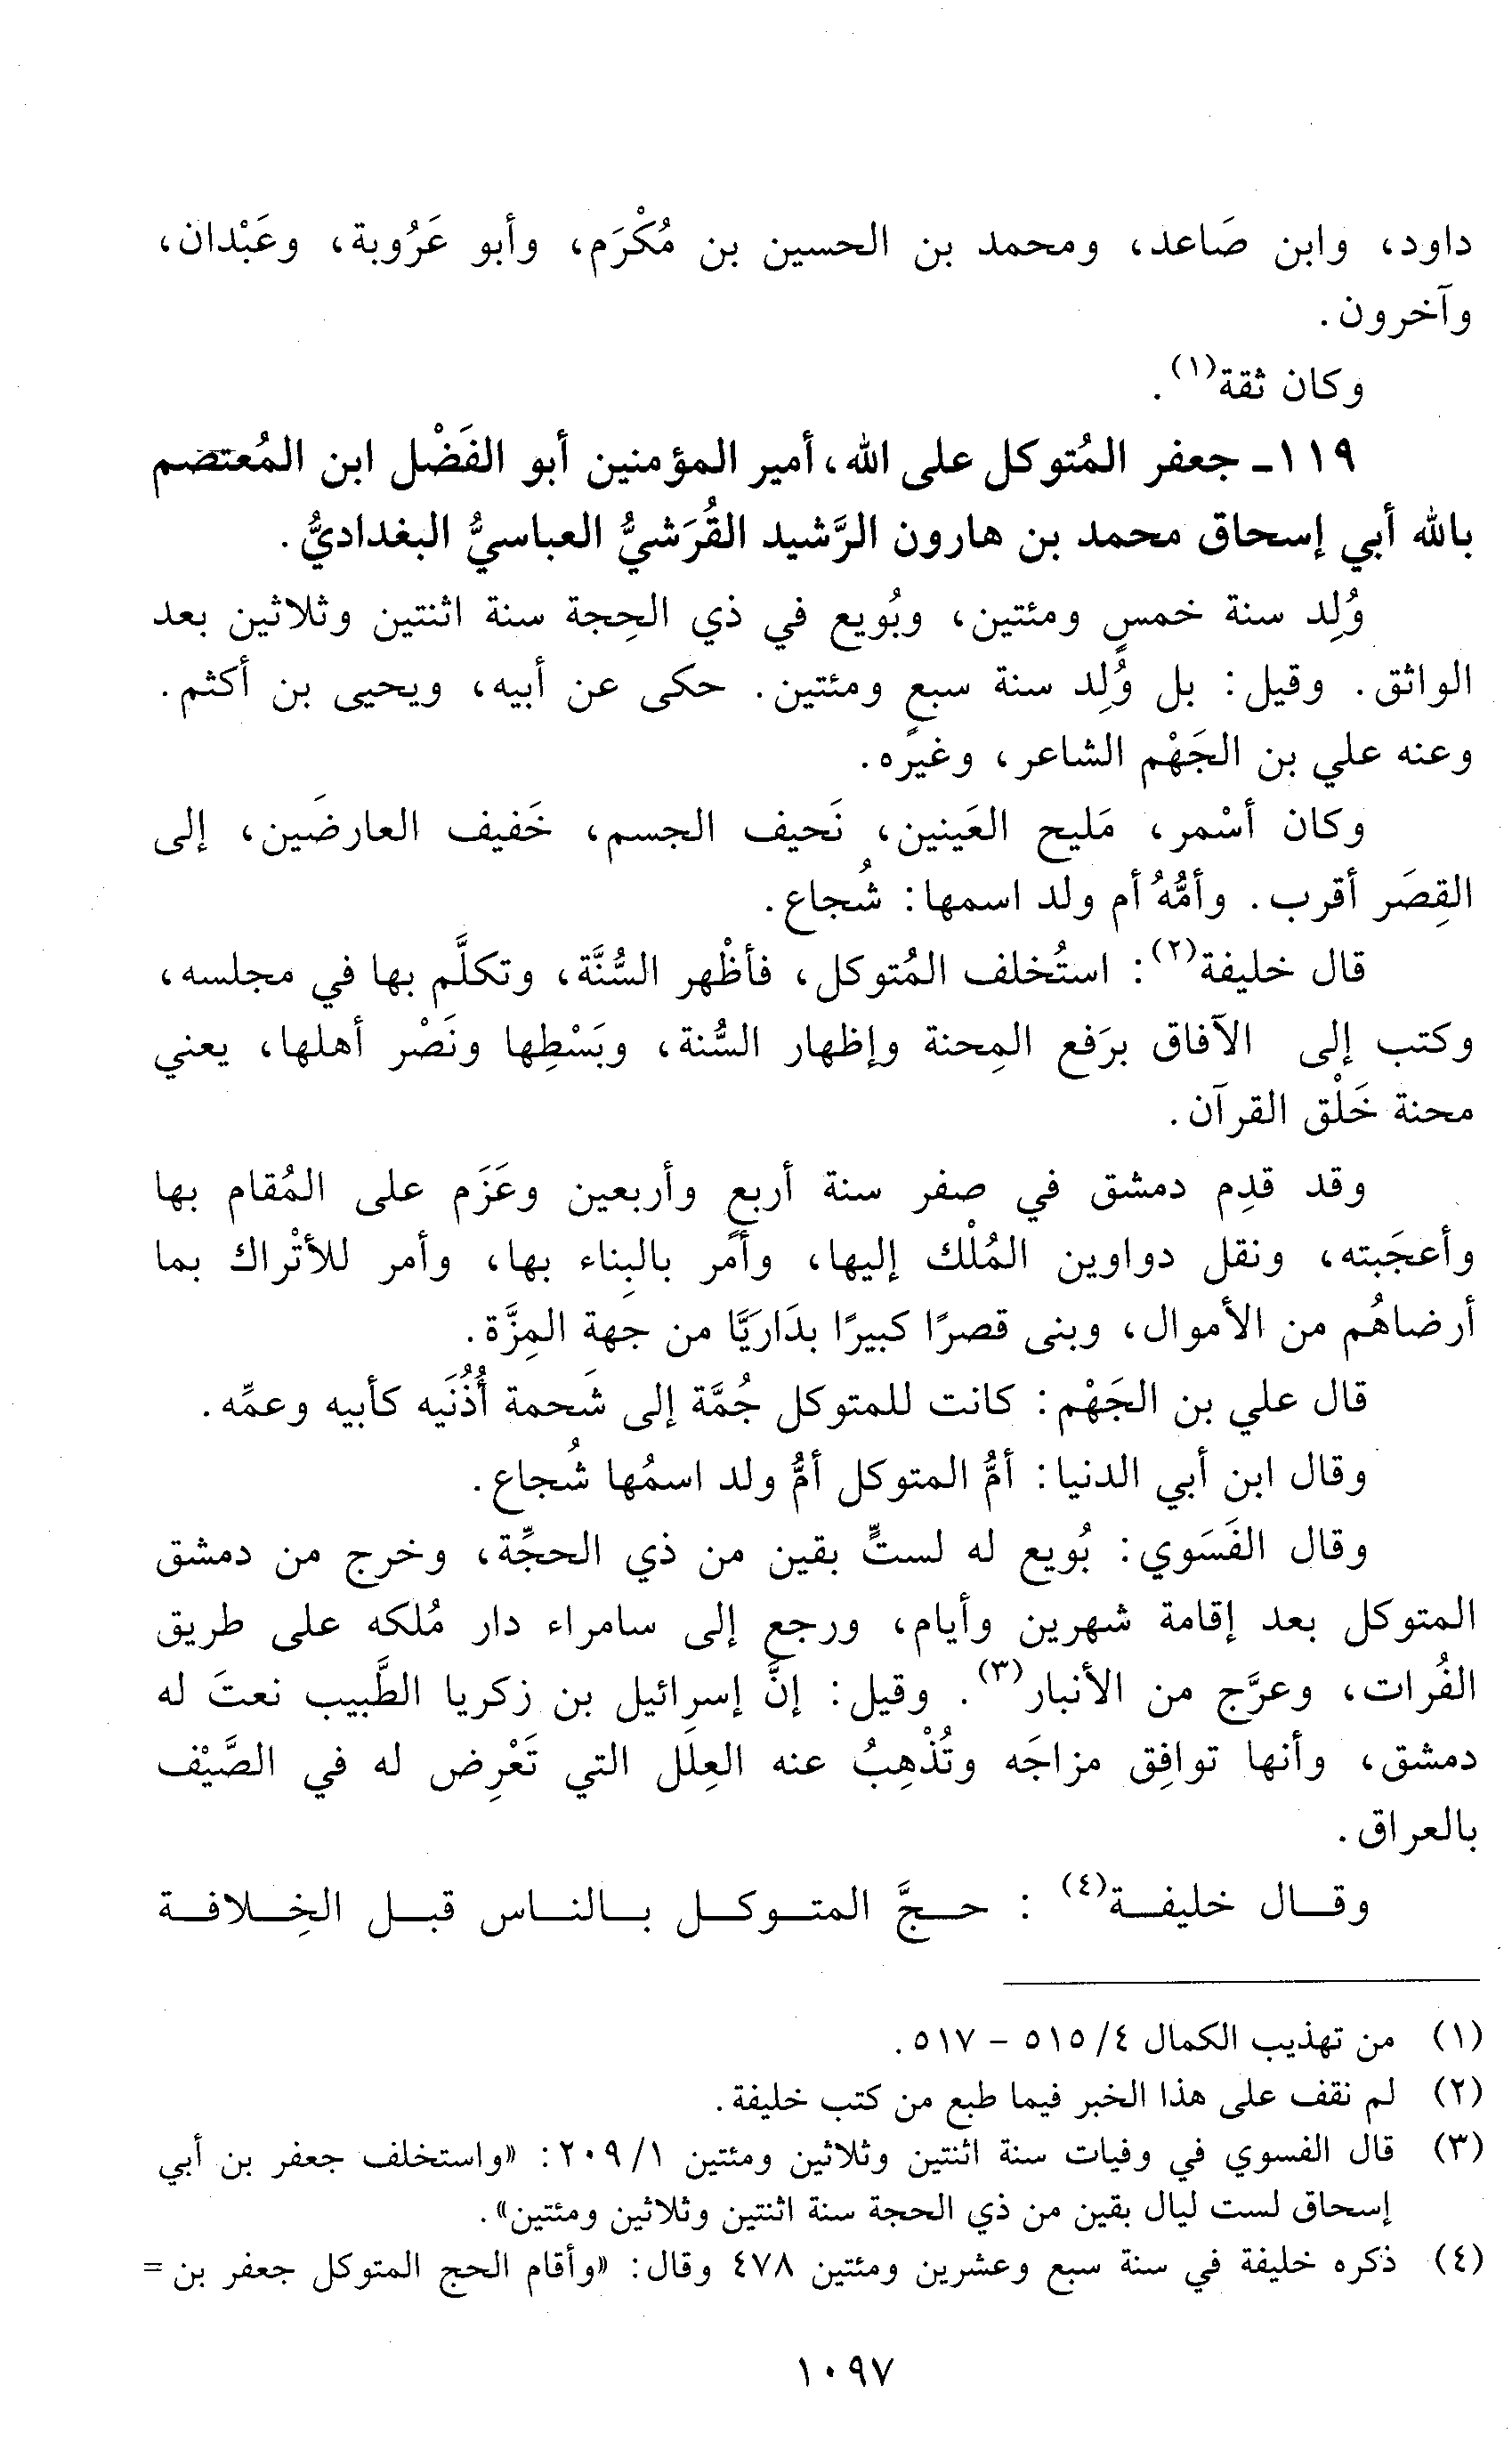 داود، وابن صَاعد، ومحمد بن الحسين بن مُكْرَم، وأبو عَرُوبة، وعَبْدان،
وآخرون.
وكان ثقة(١).
١١٩ـ جعفر المُتوكل على الله، أمير المؤمنين أبو الفَضْل ابن المُعتصم
بالله أبي إسحاق محمد بن هارون الرَّشيد القُرَشيُّ العباسيُّ البغداديُّ.
وُلِد سنة خمسٍ ومئتين، وبُويع في ذي الحِجة سنة اثنتين وثلاثين بعد
الواثق. وقيل: بل وُلِد سنة سبعٍ ومئتين. حكى عن أبيه، ويحيى بن أكثم.
وعنه علي بن الجَهْم الشاعر، وغيره.
وكان أسْمر، مَليح العَينين، نَحيف الجسم، خَفيف العارضَين، إلى
القِصَر أقرب. وأمُّهُ أم ولد اسمها: شُجاع.
قال خليفة(٢): استُخلف المُتوكل، فأظْهر السُّنَّة، وتكلَّم بها في مجلسه،
وكتب إلى الآفاق برَفع المِحنة وإظهار السُّنة، وبَسْطِها ونَصْر أهلها، يعني
محنة خَلْق القرآن.
وقد قدِم دمشق في صفر سنة أربعٍ وأربعين وعَزَم على المُقام بها
وأعجَبته، ونقل دواوين المُلْك إليها، وأمر بالبِناء بها، وأمر للأتْراك بما
أرضاهُم من الأموال، وبنى قصرًا كبيرًا بدَاريَّا من جهة المِزَّة.
قال علي بن الجَهْم: كانت للمتوكل جُمَّة إلى شَحمة أُذُنَيه كأبيه وعمِّه.
وقال ابن أبي الدنيا: أمُّ المتوكل أمُّ ولد اسمُها شُجاع.
وقال الفَسَوي: بُويع له لستٍّ بقين من ذي الحجِّة، وخرج من دمشق
المتوكل بعد إقامة شهرين وأيام، ورجع إلى سامراء دار مُلكه على طريق
الفُرات، وعرَّج من الأنبار(٣). وقيل: إنَّ إسرائيل بن زكريا الطَّبيب نعتَ له
دمشق، وأنها توافِق مزاجَه وتُذْهِبُ عنه العِلَل التي تَعْرِض له في الصَّيْف
بالعراق.
وقال خليفة(٤): حجَّ المتوكل بالناس قبل الخِلافة
(١) من تهذيب الكمال ٤/ ٥١٥ – ٥١٧.
(٢) لم نقف على هذا الخبر فيما طبع من كتب خليفة.
(٣) قال الفسوي في وفيات سنة اثنتين وثلاثين ومئتين ١/ ٢٠٩: «واستخلف جعفر بن أبي
إسحاق لست ليال بقين من ذي الحجة سنة اثنتين وثلاثين ومئتين».
(٤) ذكره خليفة في سنة سبع وعشرين ومئتين ٤٧٨ وقال: «وأقام الحج المتوكل جعفر بن =
١٠٩٧